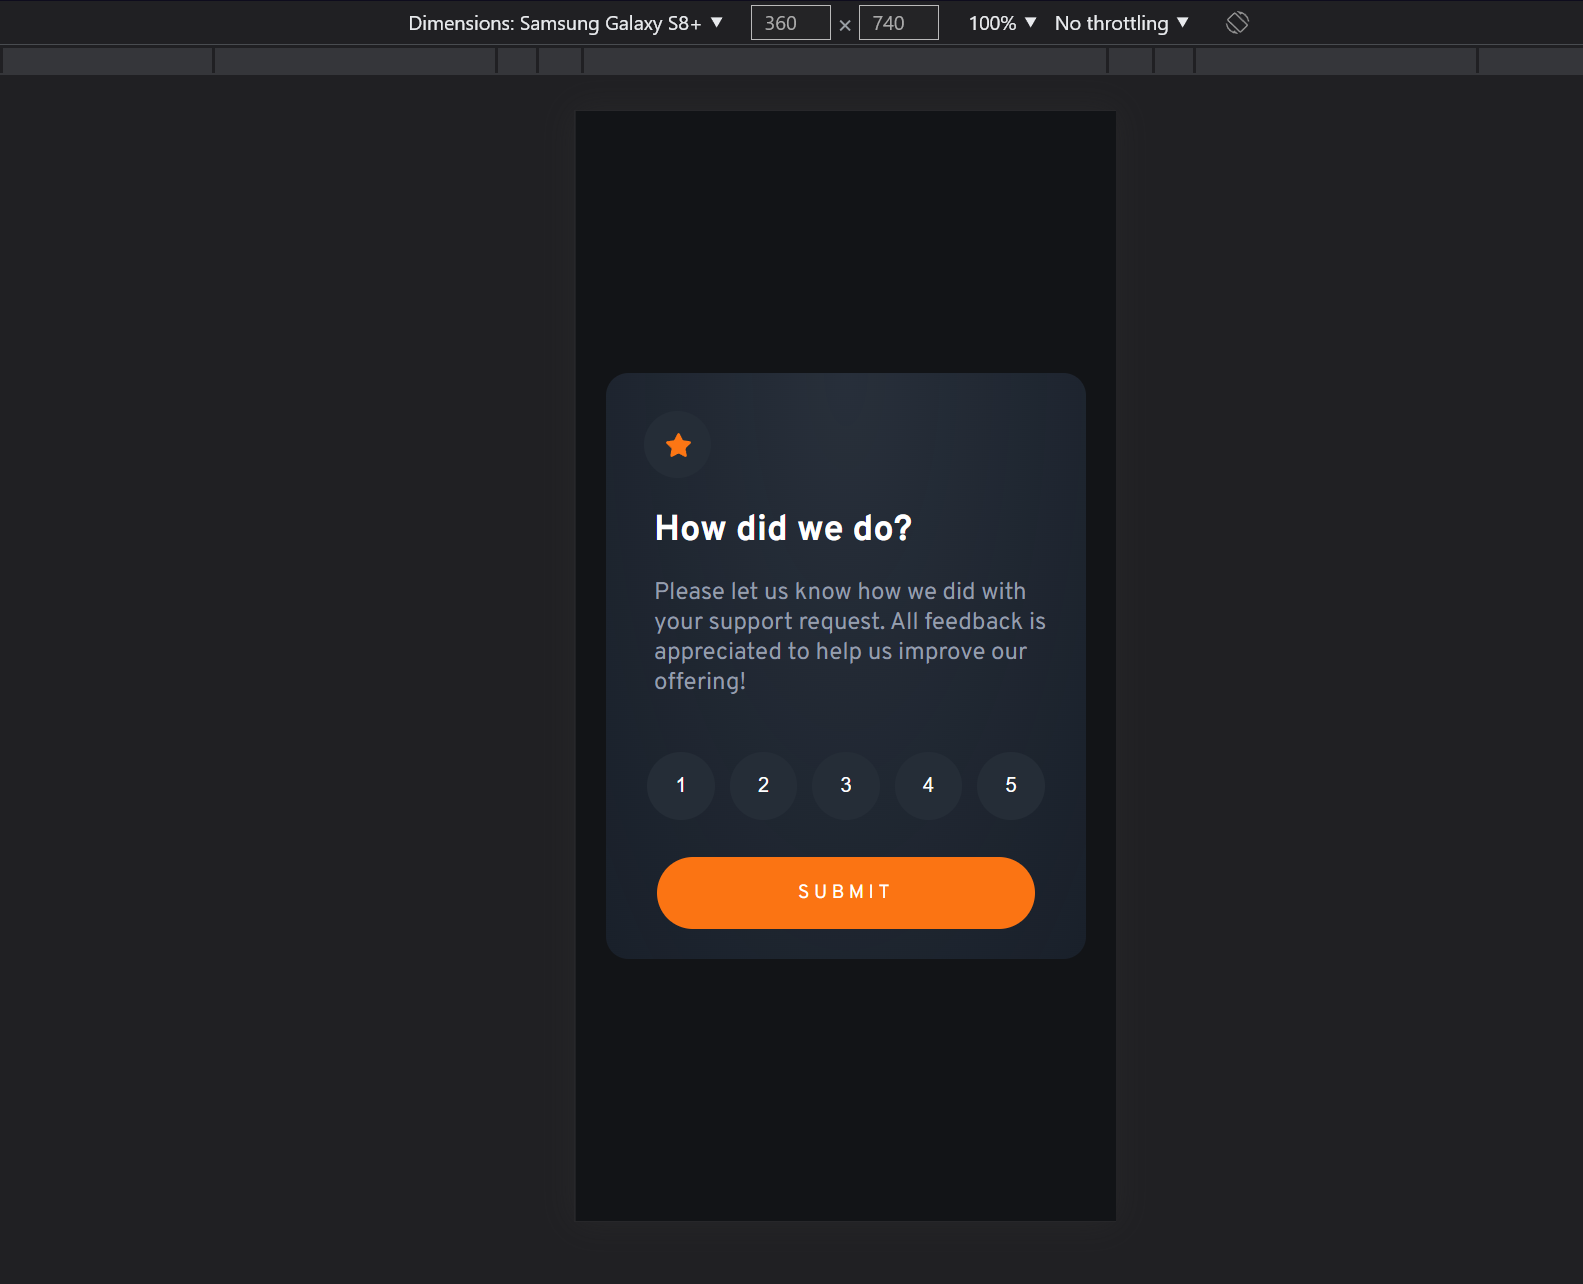 Dimensions: Samsung Galaxy S8+ ▼ 360 × 740 100% ▼ No throttling ▼
How did we do?
Please let us know how we did with
your support request. All feedback is
appreciated to help us improve our
offering!
1 2 3 4 5
SUBMIT